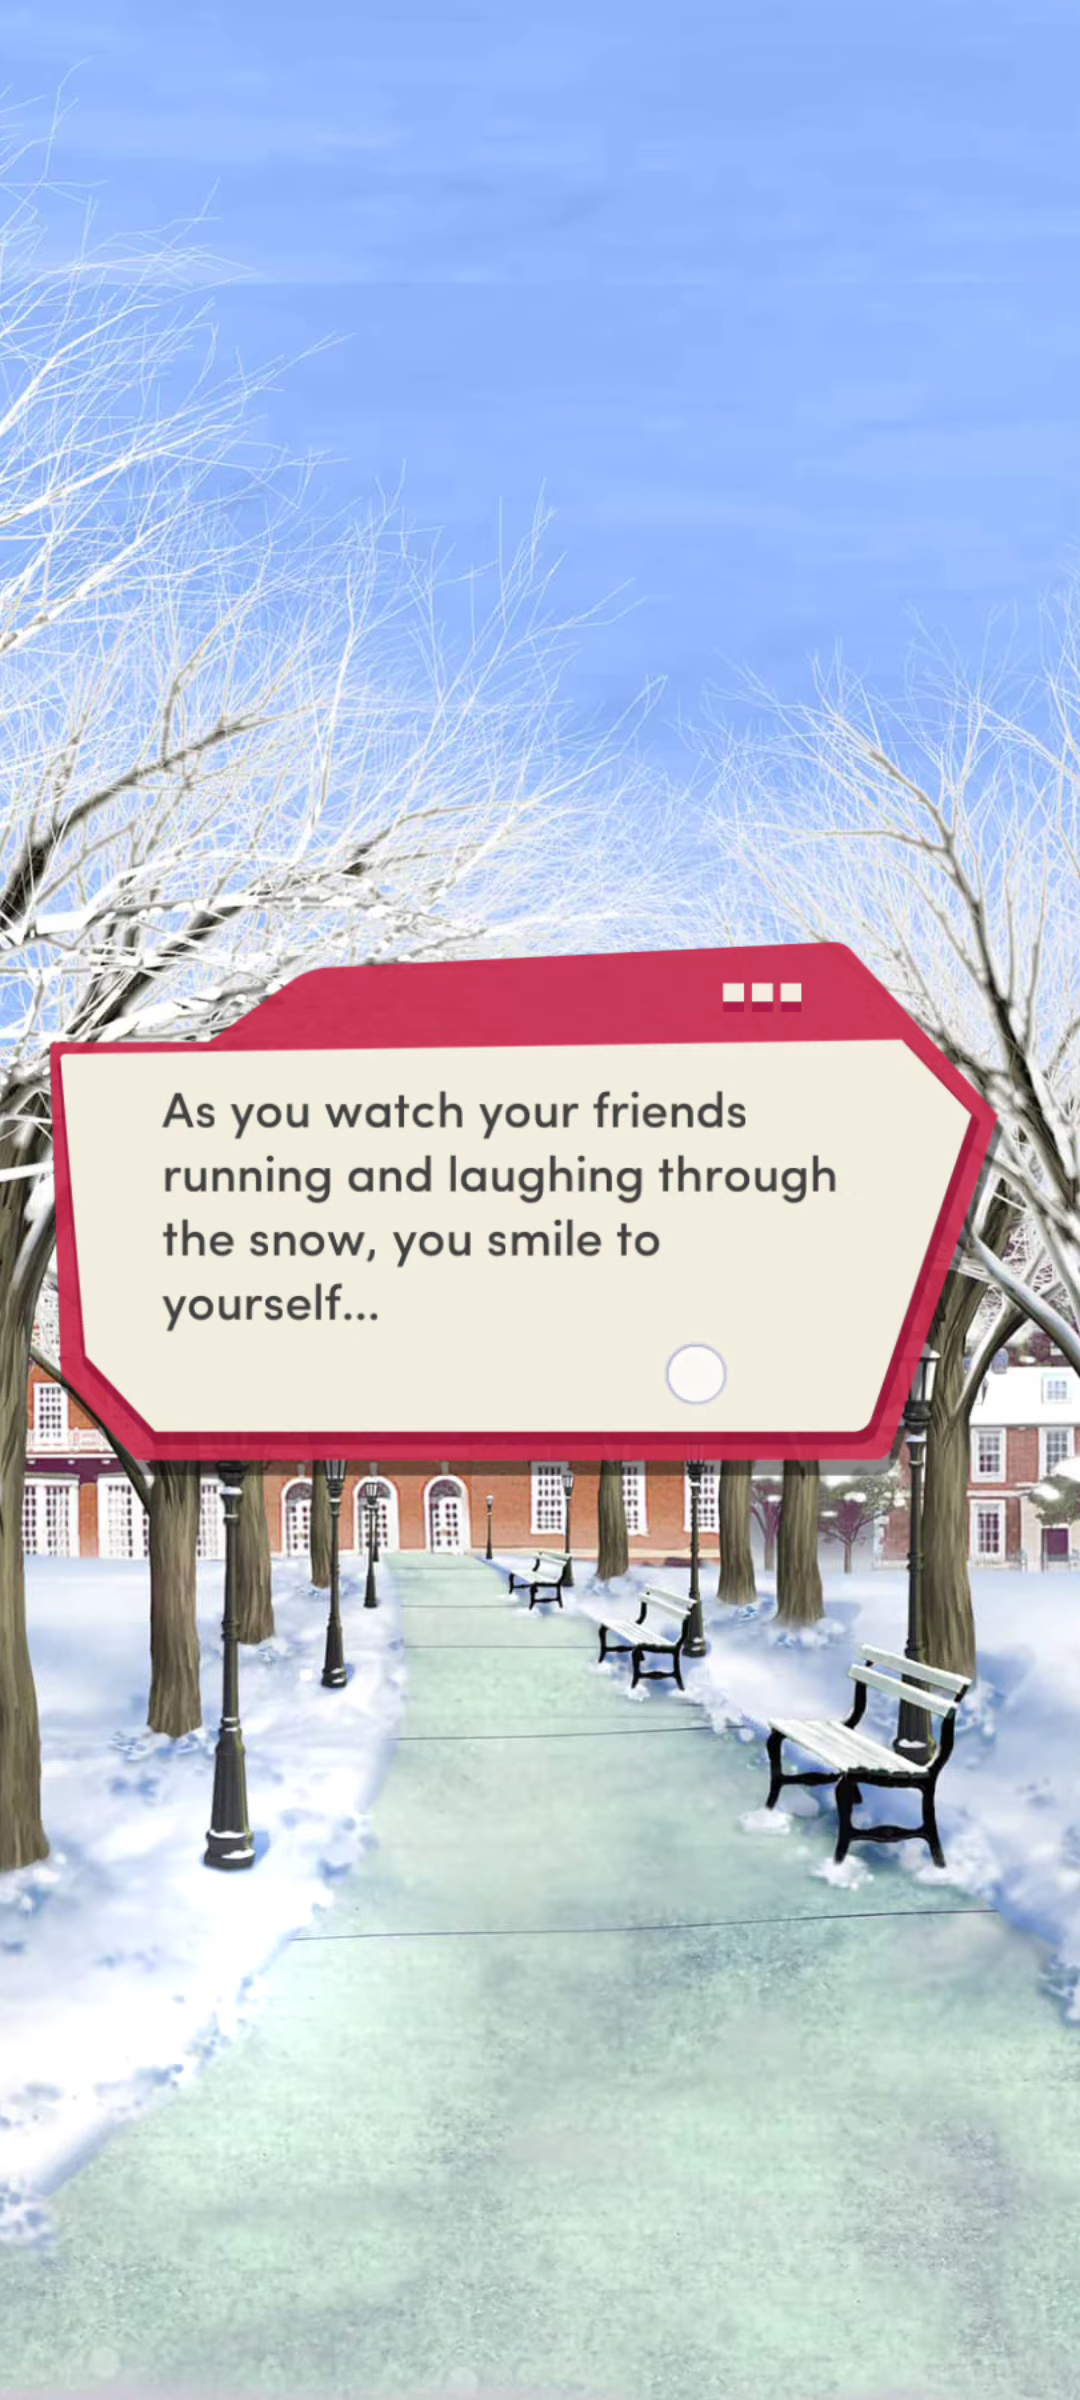 As you watch your friends
running and laughing through
the snow, you smile to
yourself...